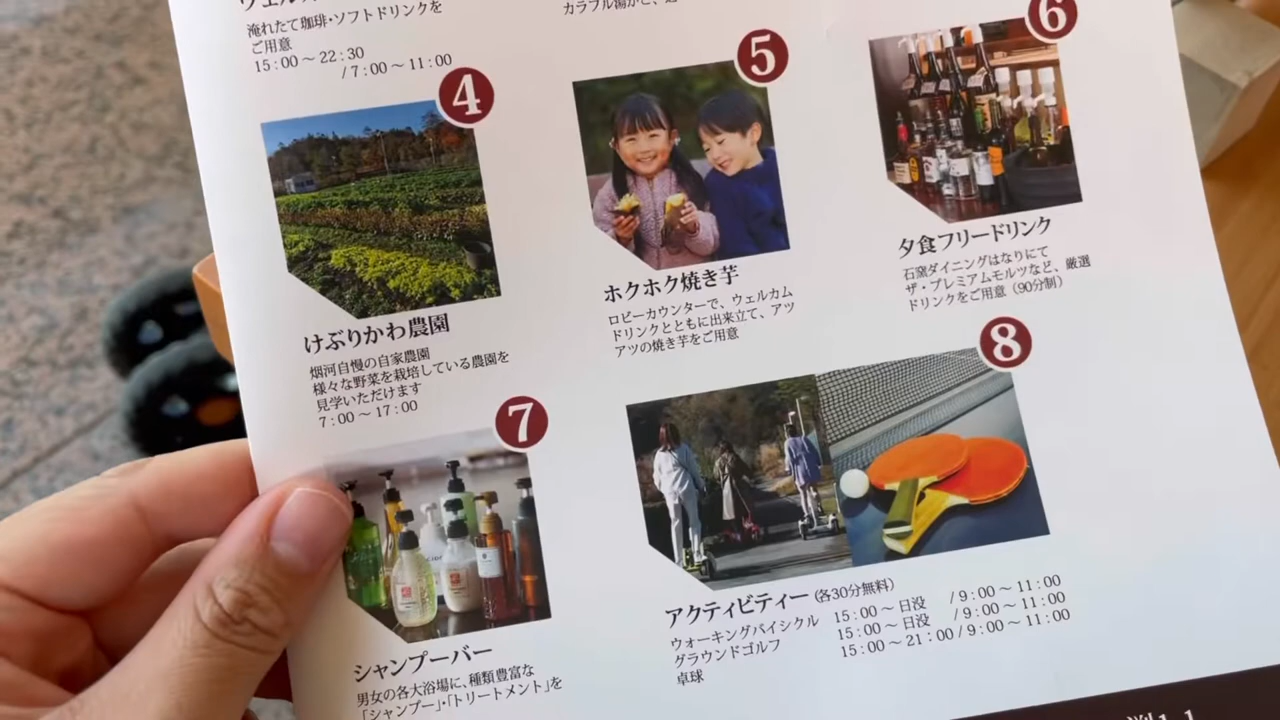 淹れたて珈琲・ソフトドリンクを
ご用意
15:00～22:30
/7:00～11:00
4
けぶりかわ農園
烟河自慢の自家農園
様々な野菜を栽培している農園を
見学いただけます
7:00～17:00
5
ホクホク焼き芋
ロビーカウンターで、ウェルカム
ドリンクとともに出来立て、アツ
アツの焼き芋をご用意
6
夕食フリードリンク
石窯ダイニングはなりにて
ザ・プレミアムモルツなど、厳選
ドリンクをご用意（90分制）
7
シャンプーバー
男女の各大浴場に、種類豊富な
「シャンプー」・「トリートメント」を
8
アクティビティー（各30分無料）
ウォーキングバイシクル 15:00～日没 /9:00～11:00
グラウンドゴルフ 15:00～日没 /9:00～11:00
卓球 15:00～21:00/9:00～11:00